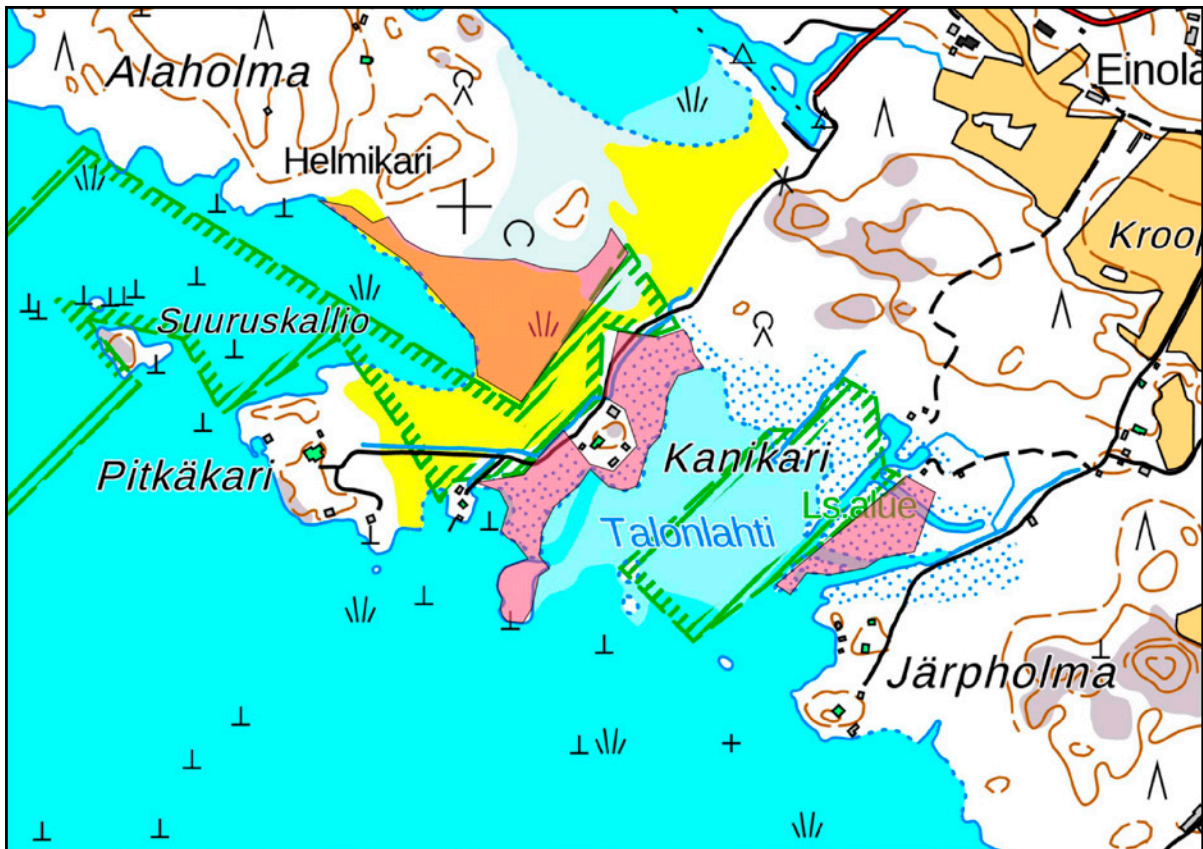 Alaholma
Einola
Helmikari
Kroop
Suuruskallio
Pitkäkari
Kanikari
Ls.alue
Talonlahti
Järpholma